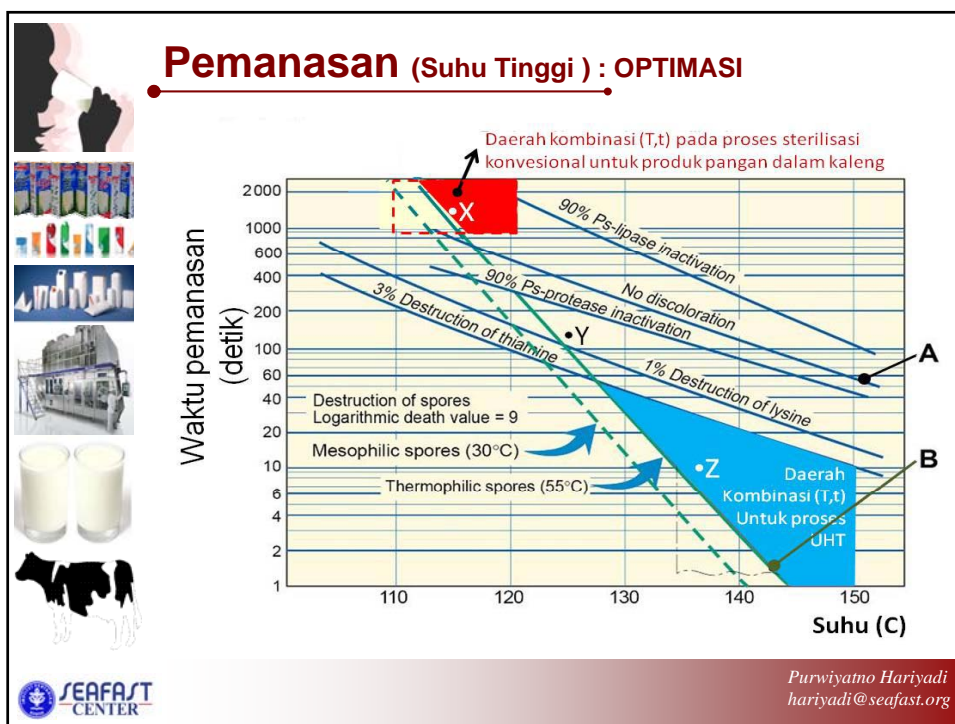 Pemanasan (Suhu Tinggi ) : OPTIMASI
Daerah kombinasi (T,t) pada proses sterilisasi
konvesional untuk produk pangan dalam kaleng
Waktu pemanasan
(detik)
2 000
1000
600
400
200
100
60
40
20
10
6
4
2
1
X
90% Ps-lipase inactivation
No discoloration
90% Ps-protease inactivation
3% Destruction of thiamine
Y
1% Destruction of lysine
A
Destruction of spores
Logarithmic death value = 9
Mesophilic spores (30°C)
Thermophilic spores (55°C)
Z
B
Daerah
Kombinasi (T,t)
Untuk proses
UHT
110
120
130
140
150
Suhu (C)
SEAFAST
CENTER
Purwiyatno Hariyadi
hariyadi@seafast.org